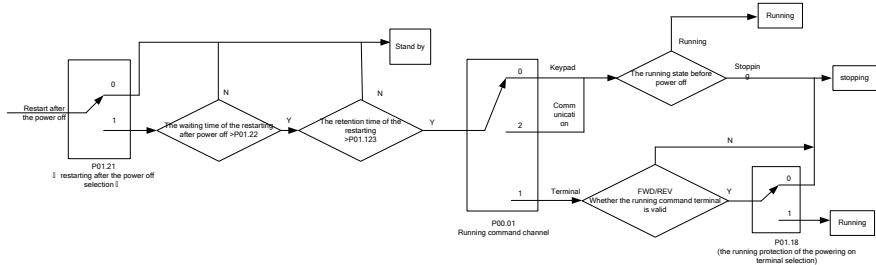 Restart after
the power off
0
1
P01.21
( restarting after the power off
selection )
N
The waiting time of the restarting
after power off >P01.22
Y
N
The retention time of the
restarting
>P01.123
Y
Stand by
0
2
1
P00.01
Running command channel
Keypad
Com
municati
on
Terminal
The running state before
power off
Running
Running
Stoppin
g
stopping
N
FWD/REV
Whether the running command terminal
is valid
Y
0
1
P01.18
(the running protection of the powering on
terminal selection)
Running